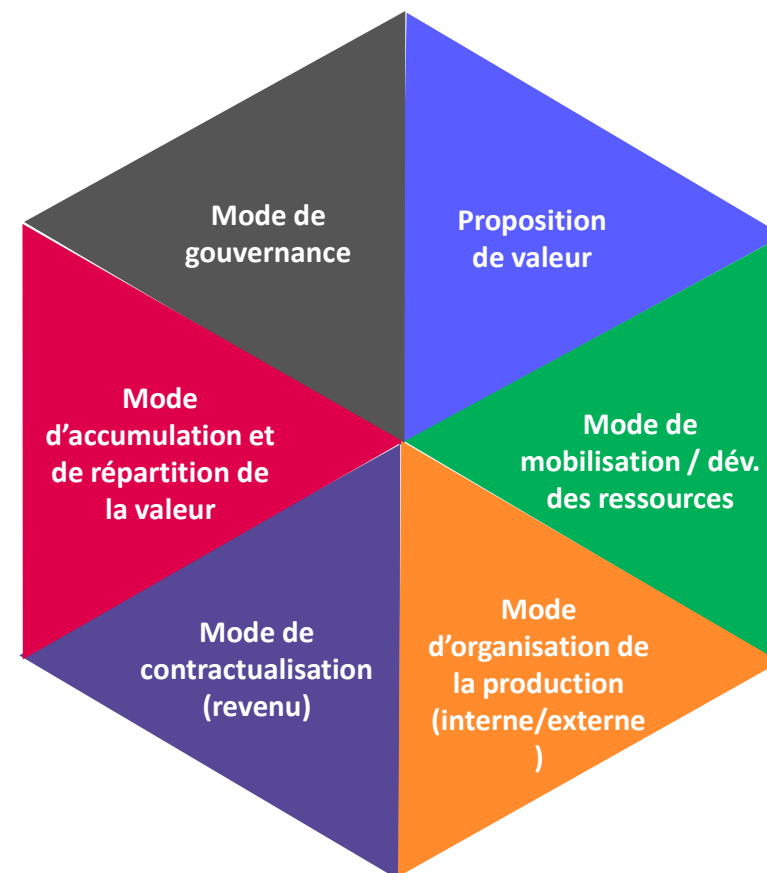 Mode de
gouvernance
Proposition
de valeur
Mode
d’accumulation et
de répartition de
la valeur
Mode de
mobilisation / dév.
des ressources
Mode de
contractualisation
(revenu)
Mode
d’organisation de
la production
(interne/externe
)